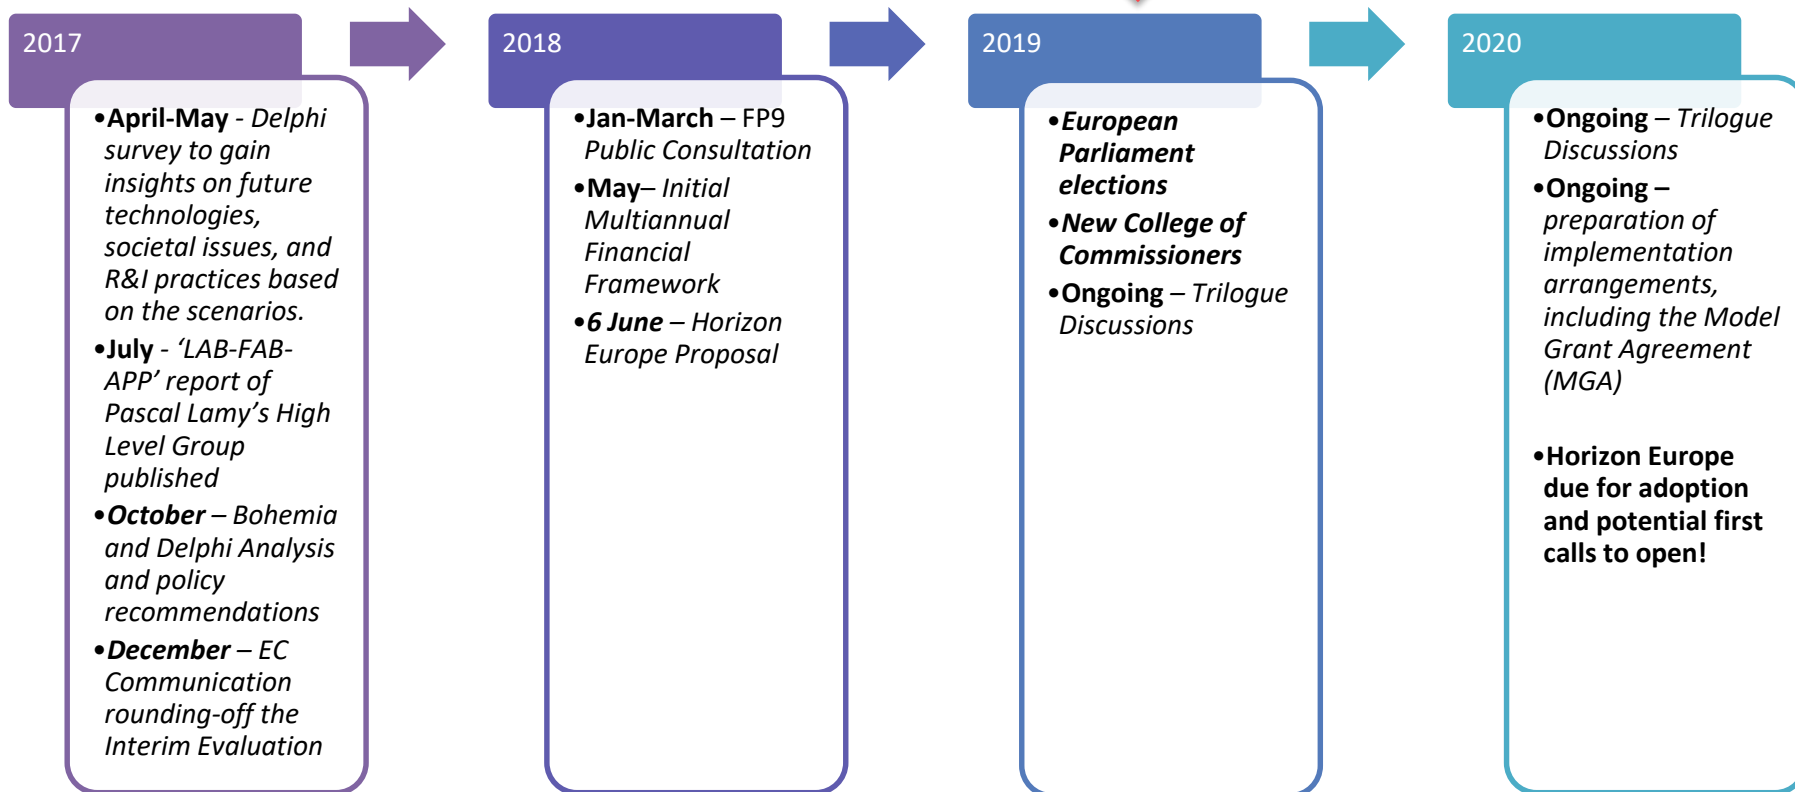 2017
•April-May - Delphi
survey to gain
insights on future
technologies,
societal issues, and
R&I practices based
on the scenarios.
•July - ‘LAB-FAB-
APP’ report of
Pascal Lamy’s High
Level Group
published
•October – Bohemia
and Delphi Analysis
and policy
recommendations
•December – EC
Communication
rounding-off the
Interim Evaluation
2018
•Jan-March – FP9
Public Consultation
•May– Initial
Multiannual
Financial
Framework
•6 June – Horizon
Europe Proposal
2019
•European
Parliament
elections
•New College of
Commissioners
•Ongoing – Trilogue
Discussions
2020
•Ongoing – Trilogue
Discussions
•Ongoing –
preparation of
implementation
arrangements,
including the Model
Grant Agreement
(MGA)
•Horizon Europe
due for adoption
and potential first
calls to open!